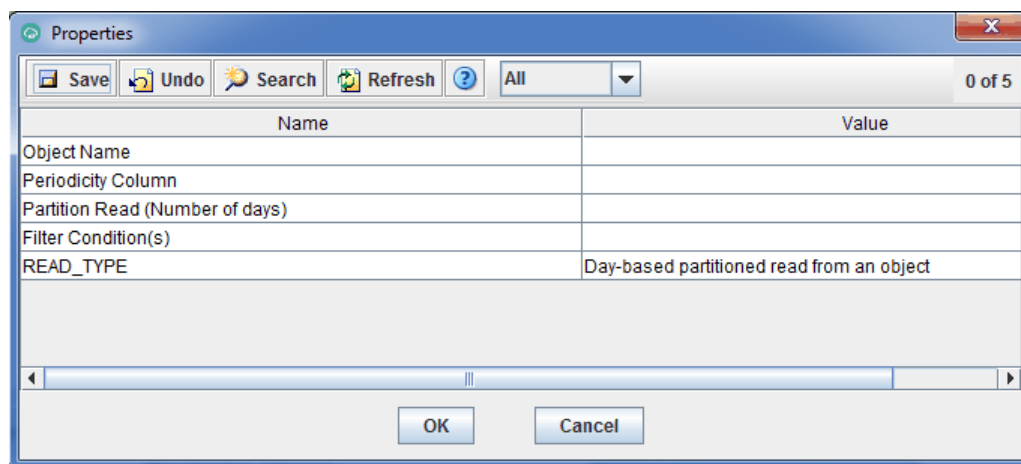 Properties
Save Undo Search Refresh All 0 of 5
Name Value
Object Name
Periodicity Column
Partition Read (Number of days)
Filter Condition(s)
READ_TYPE Day-based partitioned read from an object
OK Cancel